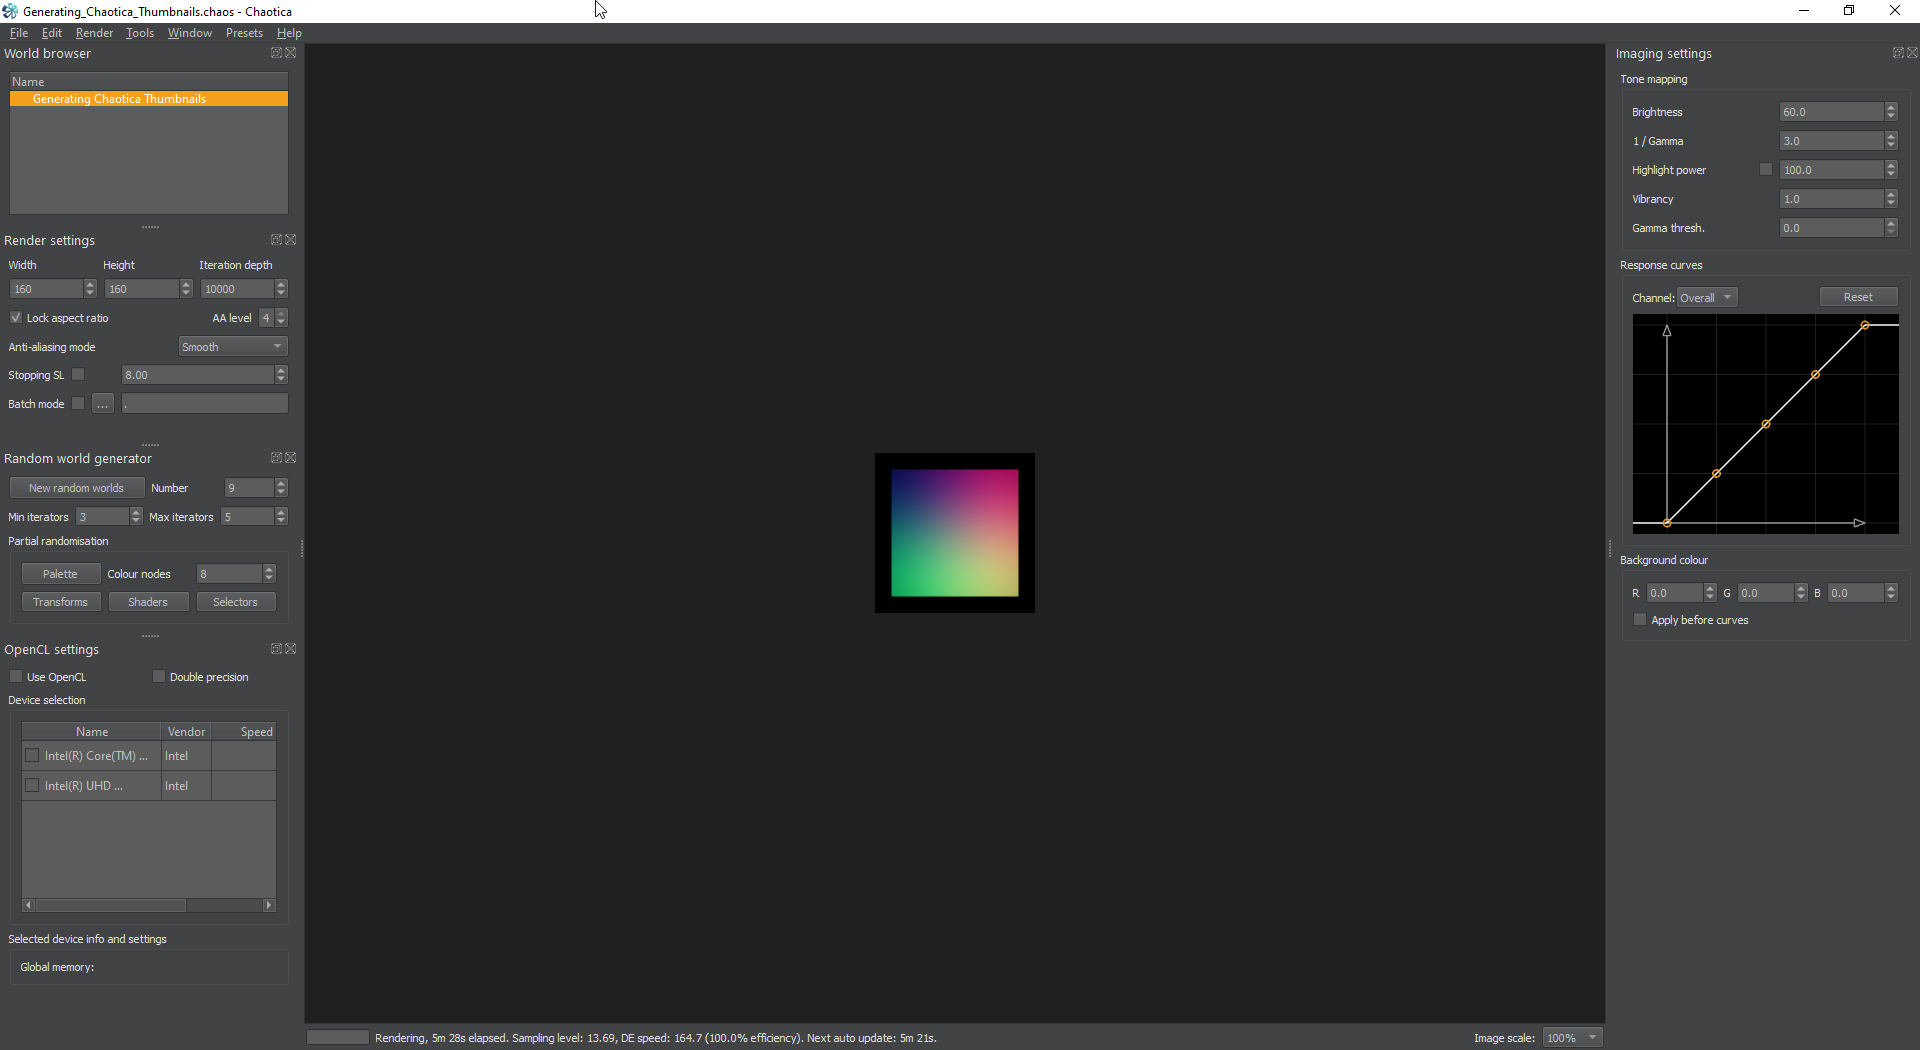 Generating_Chaotica_Thumbnails.chaos - Chaotica
File Edit Render Tools Window Presets Help
World browser
Name
Generating Chaotica Thumbnails
Render settings
Width Height Iteration depth
160 160 10000
Lock aspect ratio AA level 4
Anti-aliasing mode Smooth
Stopping SL 8.00
Batch mode ... .
Random world generator
New random worlds Number 9
Min iterators 3 Max iterators 5
Partial randomisation
Palette Colour nodes 8
Transforms Shaders Selectors
OpenCL settings
Use OpenCL Double precision
Device selection
Name Vendor Speed
Intel(R) Core(TM) ... Intel
Intel(R) UHD ... Intel
Selected device info and settings
Global memory:
Rendering, 5m 28s elapsed. Sampling level: 13.69, DE speed: 164.7 (100.0% efficiency). Next auto update: 5m 21s.
Image scale: 100%
Imaging settings
Tone mapping
Brightness 60.0
1 / Gamma 3.0
Highlight power 100.0
Vibrancy 1.0
Gamma thresh. 0.0
Response curves
Channel: Overall Reset
Background colour
R 0.0 G 0.0 B 0.0
Apply before curves